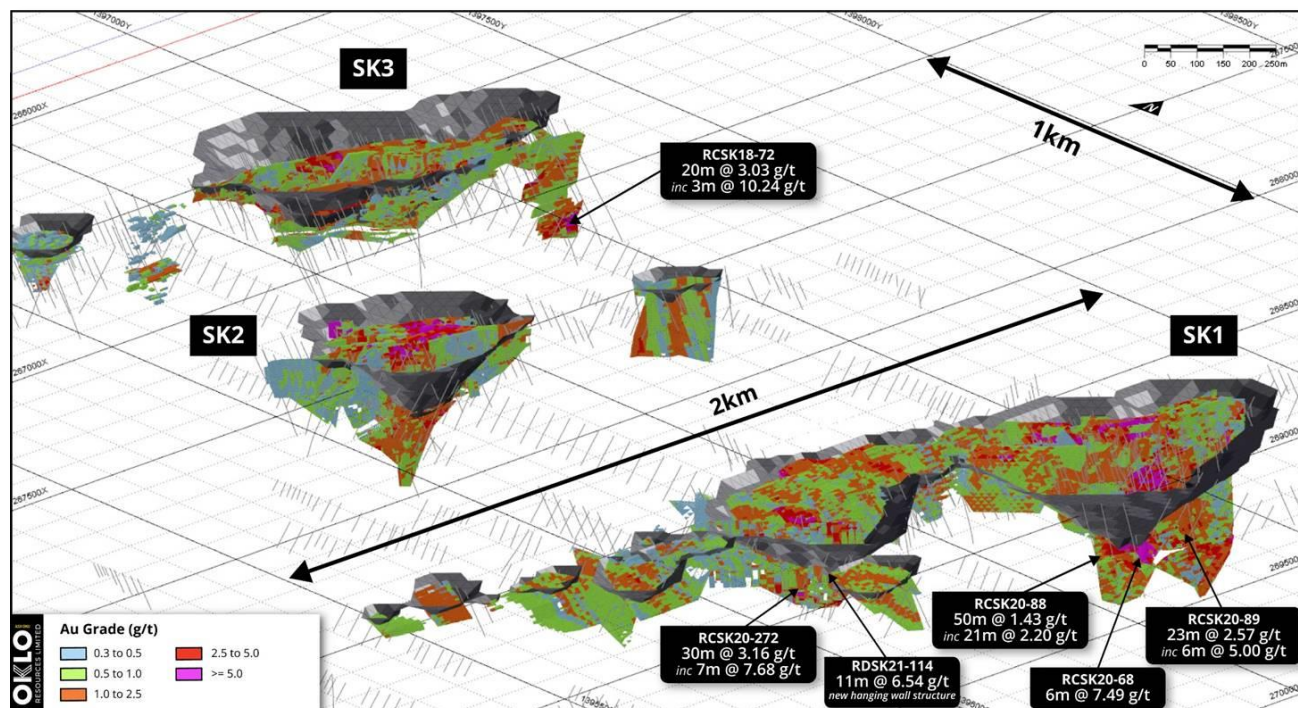 1397000Y
1397500Y
1398000Y
1398500Y
SK3
0 50 100 150 200 250m
N
1km
266000X
RCSK18-72
20m @ 3.03 g/t
inc 3m @ 10.24 g/t
268000X
SK2
SK1
268500X
267000X
2km
269000X
267500X
269500X
RCSK20-88
50m @ 1.43 g/t
inc 21m @ 2.20 g/t
RCSK20-89
23m @ 2.57 g/t
inc 6m @ 5.00 g/t
RCSK20-272
30m @ 3.16 g/t
inc 7m @ 7.68 g/t
RDSK21-114
11m @ 6.54 g/t
new hanging wall structure
RCSK20-68
6m @ 7.49 g/t
270000X
OKLO
RESOURCES LIMITED
Au Grade (g/t)
0.3 to 0.5
0.5 to 1.0
1.0 to 2.5
2.5 to 5.0
>= 5.0